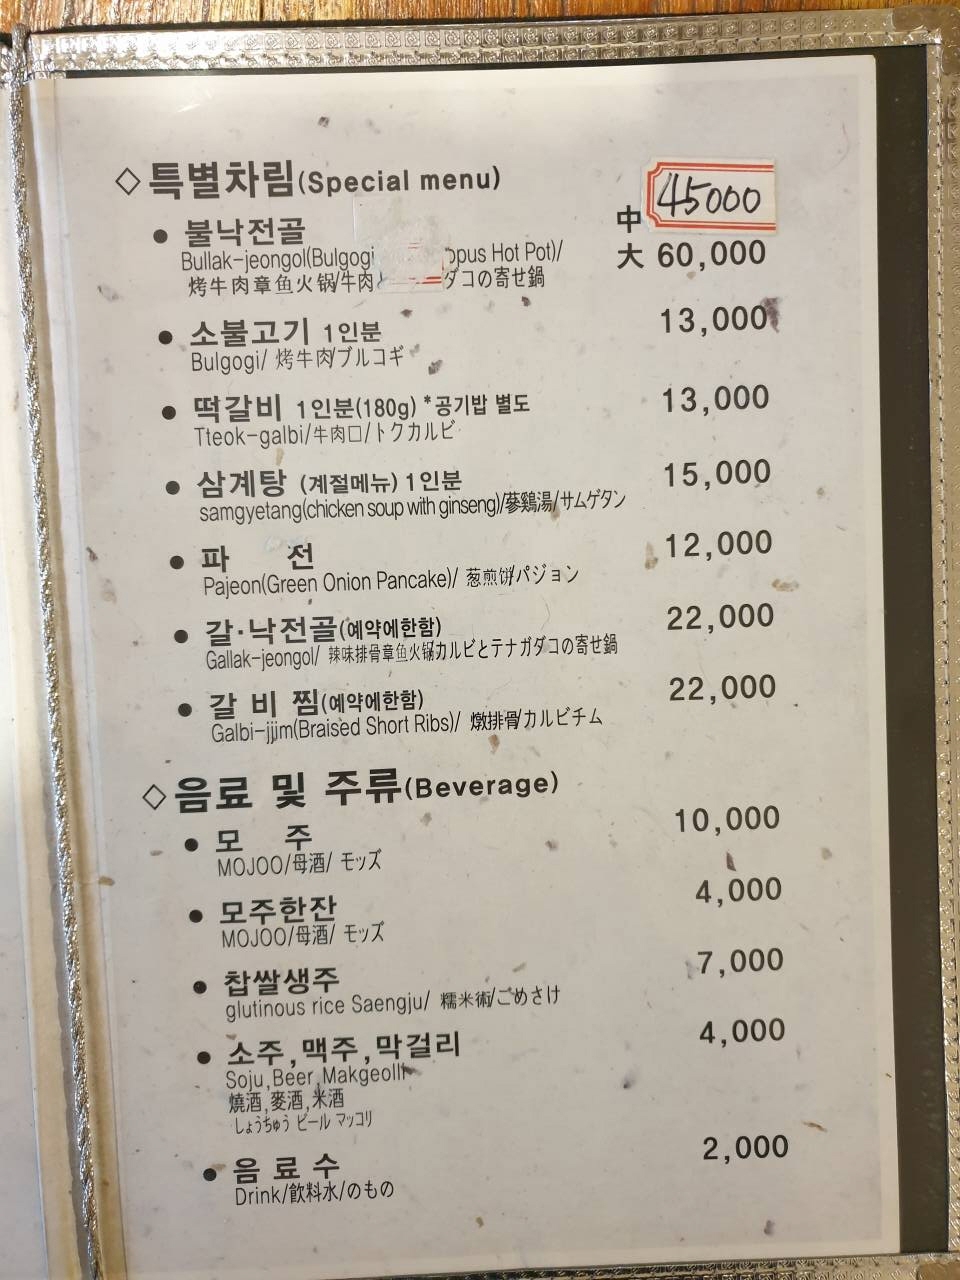 ◇특별차림(Special menu)
● 불낙전골 中 45000
Bullak-jeongol(Bulgogi opus Hot Pot)/ 大 60,000
烤牛肉章鱼火锅/牛肉と ダコの寄せ鍋
● 소불고기 1인분 13,000
Bulgogi/ 烤牛肉/ブルコギ
● 떡갈비 1인분(180g) *공기밥 별도 13,000
Tteok-galbi/牛肉口/トクカルビ
● 삼계탕 (계절메뉴) 1인분 15,000
samgyetang(chicken soup with ginseng)/蔘鷄湯/サムゲタン
● 파 전 12,000
Pajeon(Green Onion Pancake)/ 葱煎饼/パジョン
● 갈·낙전골(예약에한함) 22,000
Gallak-jeongol/ 辣味排骨章鱼火锅/カルビとテナガダコの寄せ鍋
● 갈 비 찜(예약에한함) 22,000
Galbi-jjim(Braised Short Ribs)/ 燉排骨/カルビチム
◇음료 및 주류(Beverage)
● 모 주 10,000
MOJOO/母酒/ モッズ
● 모주한잔 4,000
MOJOO/母酒/ モッズ
● 찹쌀생주 7,000
glutinous rice Saengju/ 糯米術/ごめさけ
● 소주,맥주,막걸리 4,000
Soju,Beer,Makgeolli
燒酒,麥酒,米酒
しょうちゅう ビール マッコリ
● 음 료 수 2,000
Drink/飮料水/のもの